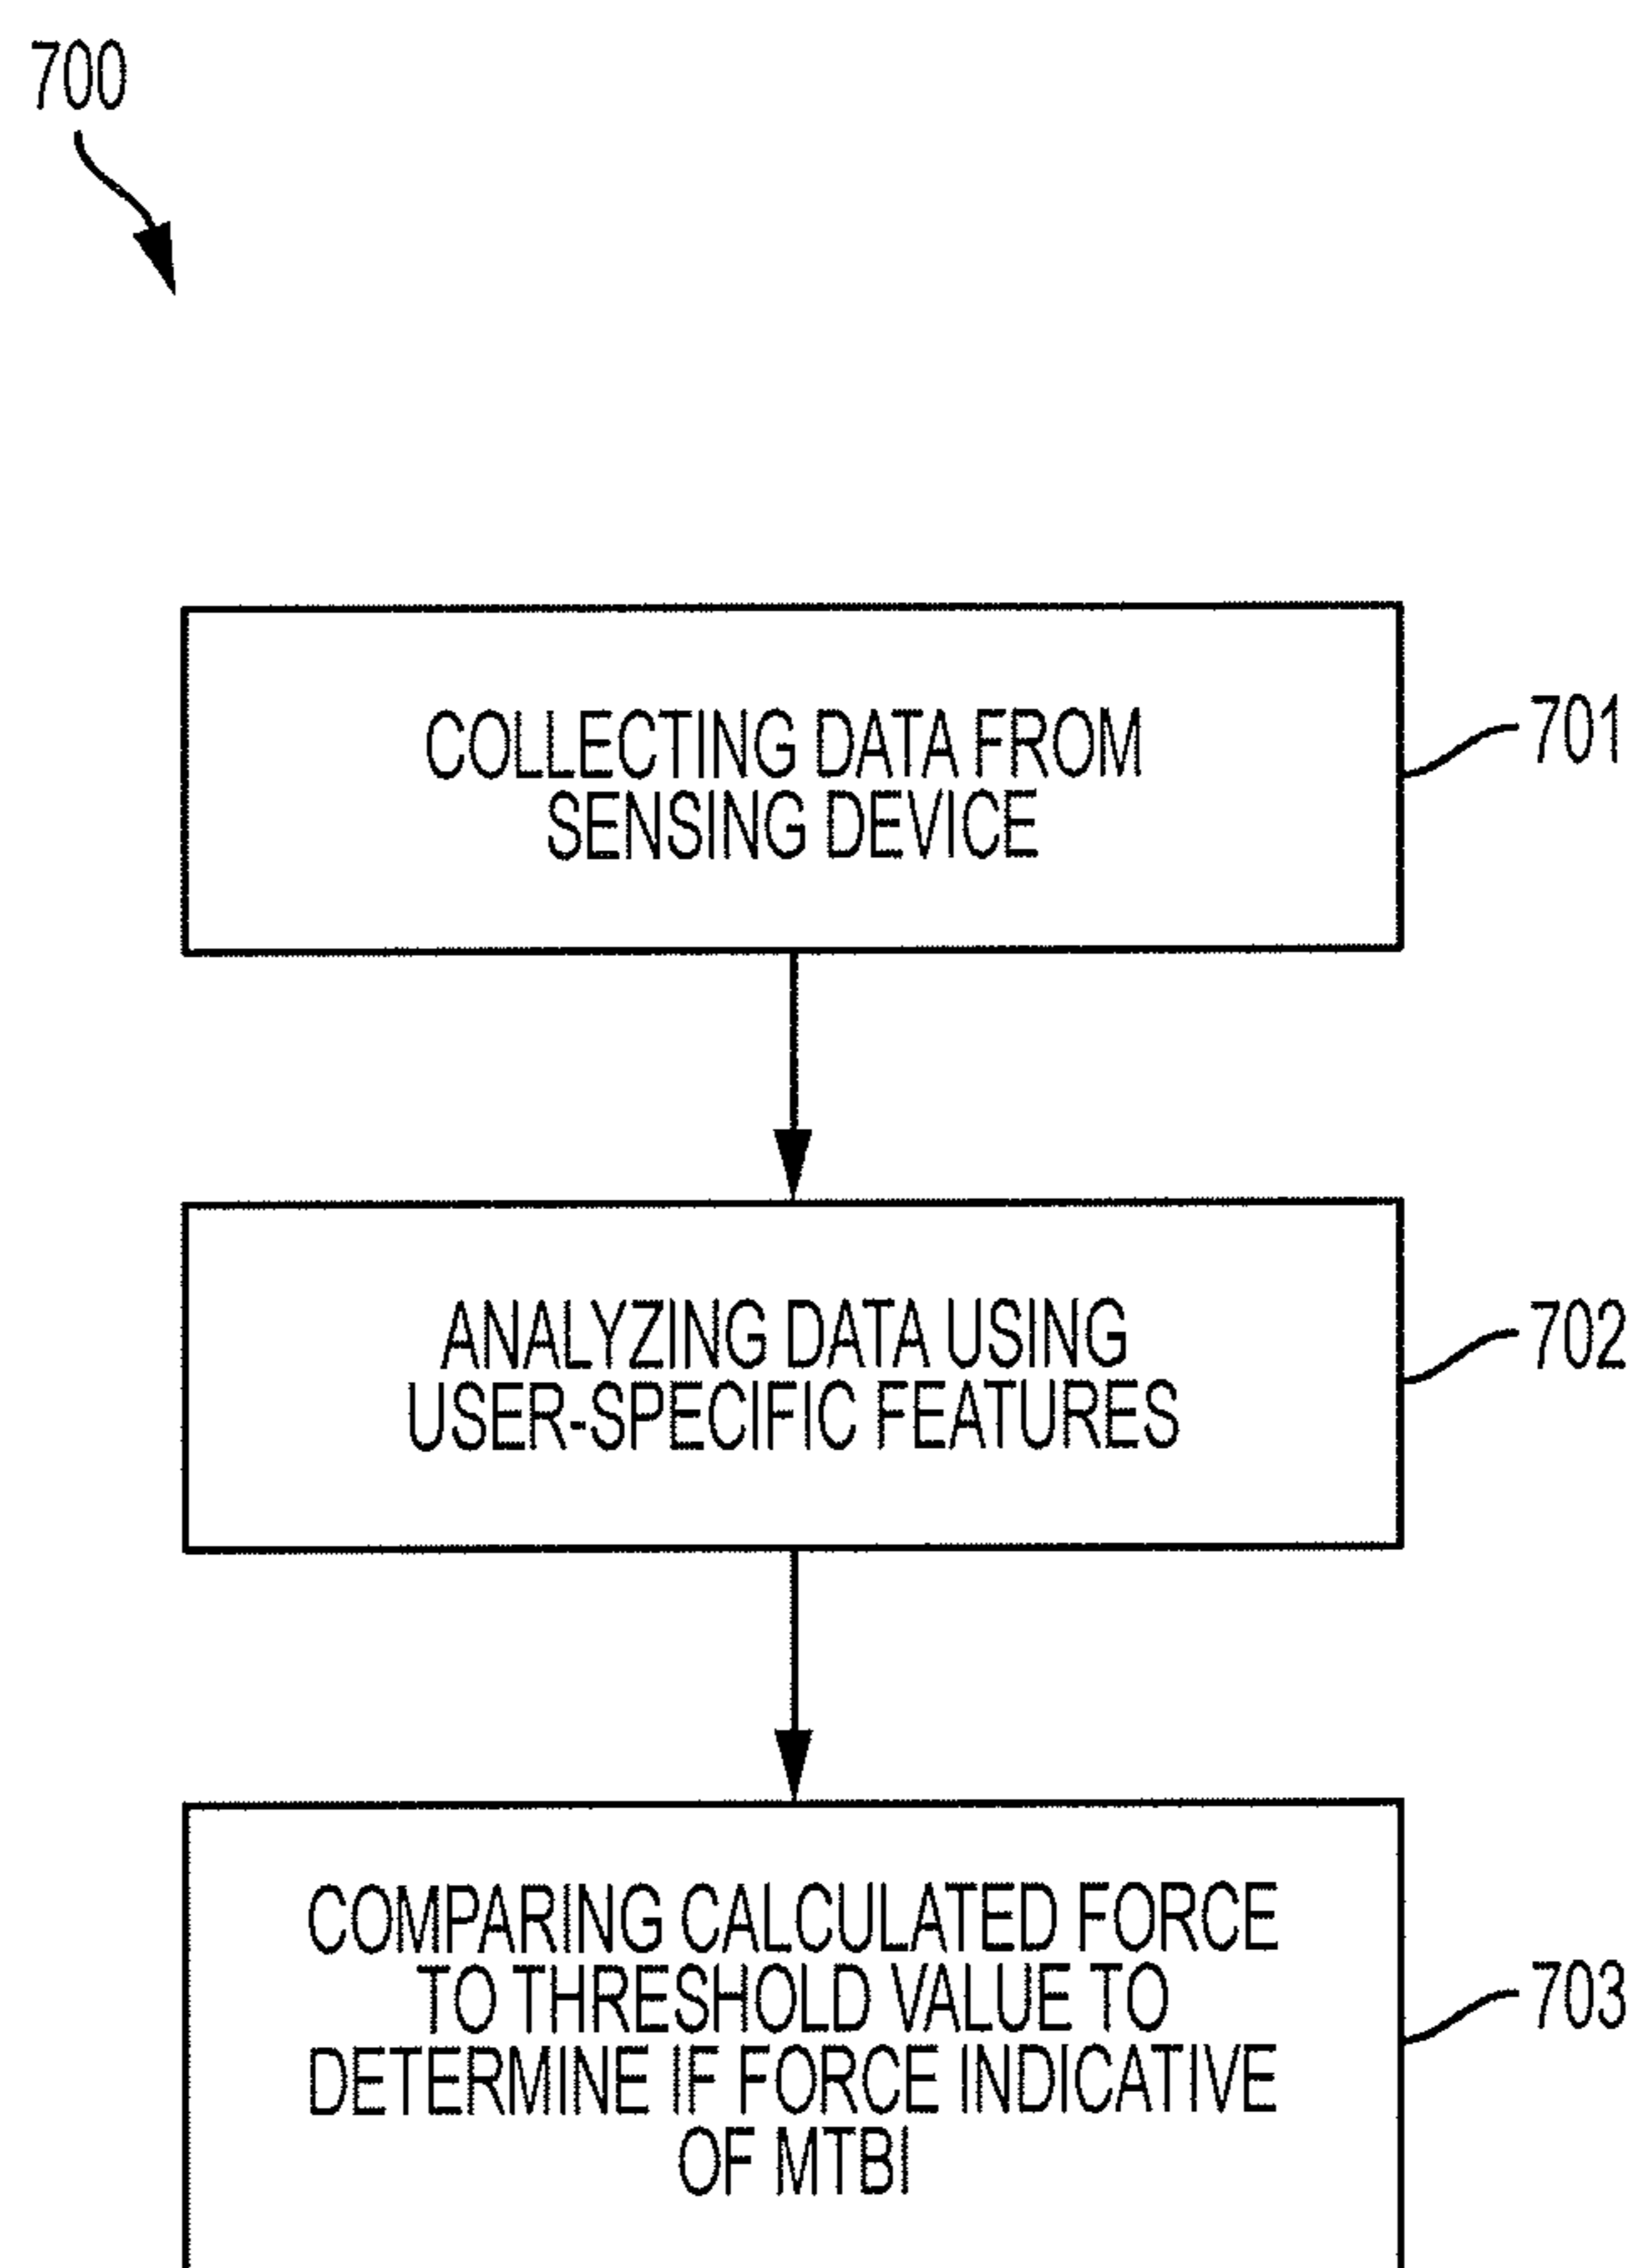 700
COLLECTING DATA FROM
SENSING DEVICE
701
ANALYZING DATA USING
USER-SPECIFIC FEATURES
702
COMPARING CALCULATED FORCE
TO THRESHOLD VALUE TO
DETERMINE IF FORCE INDICATIVE
OF MTBI
703